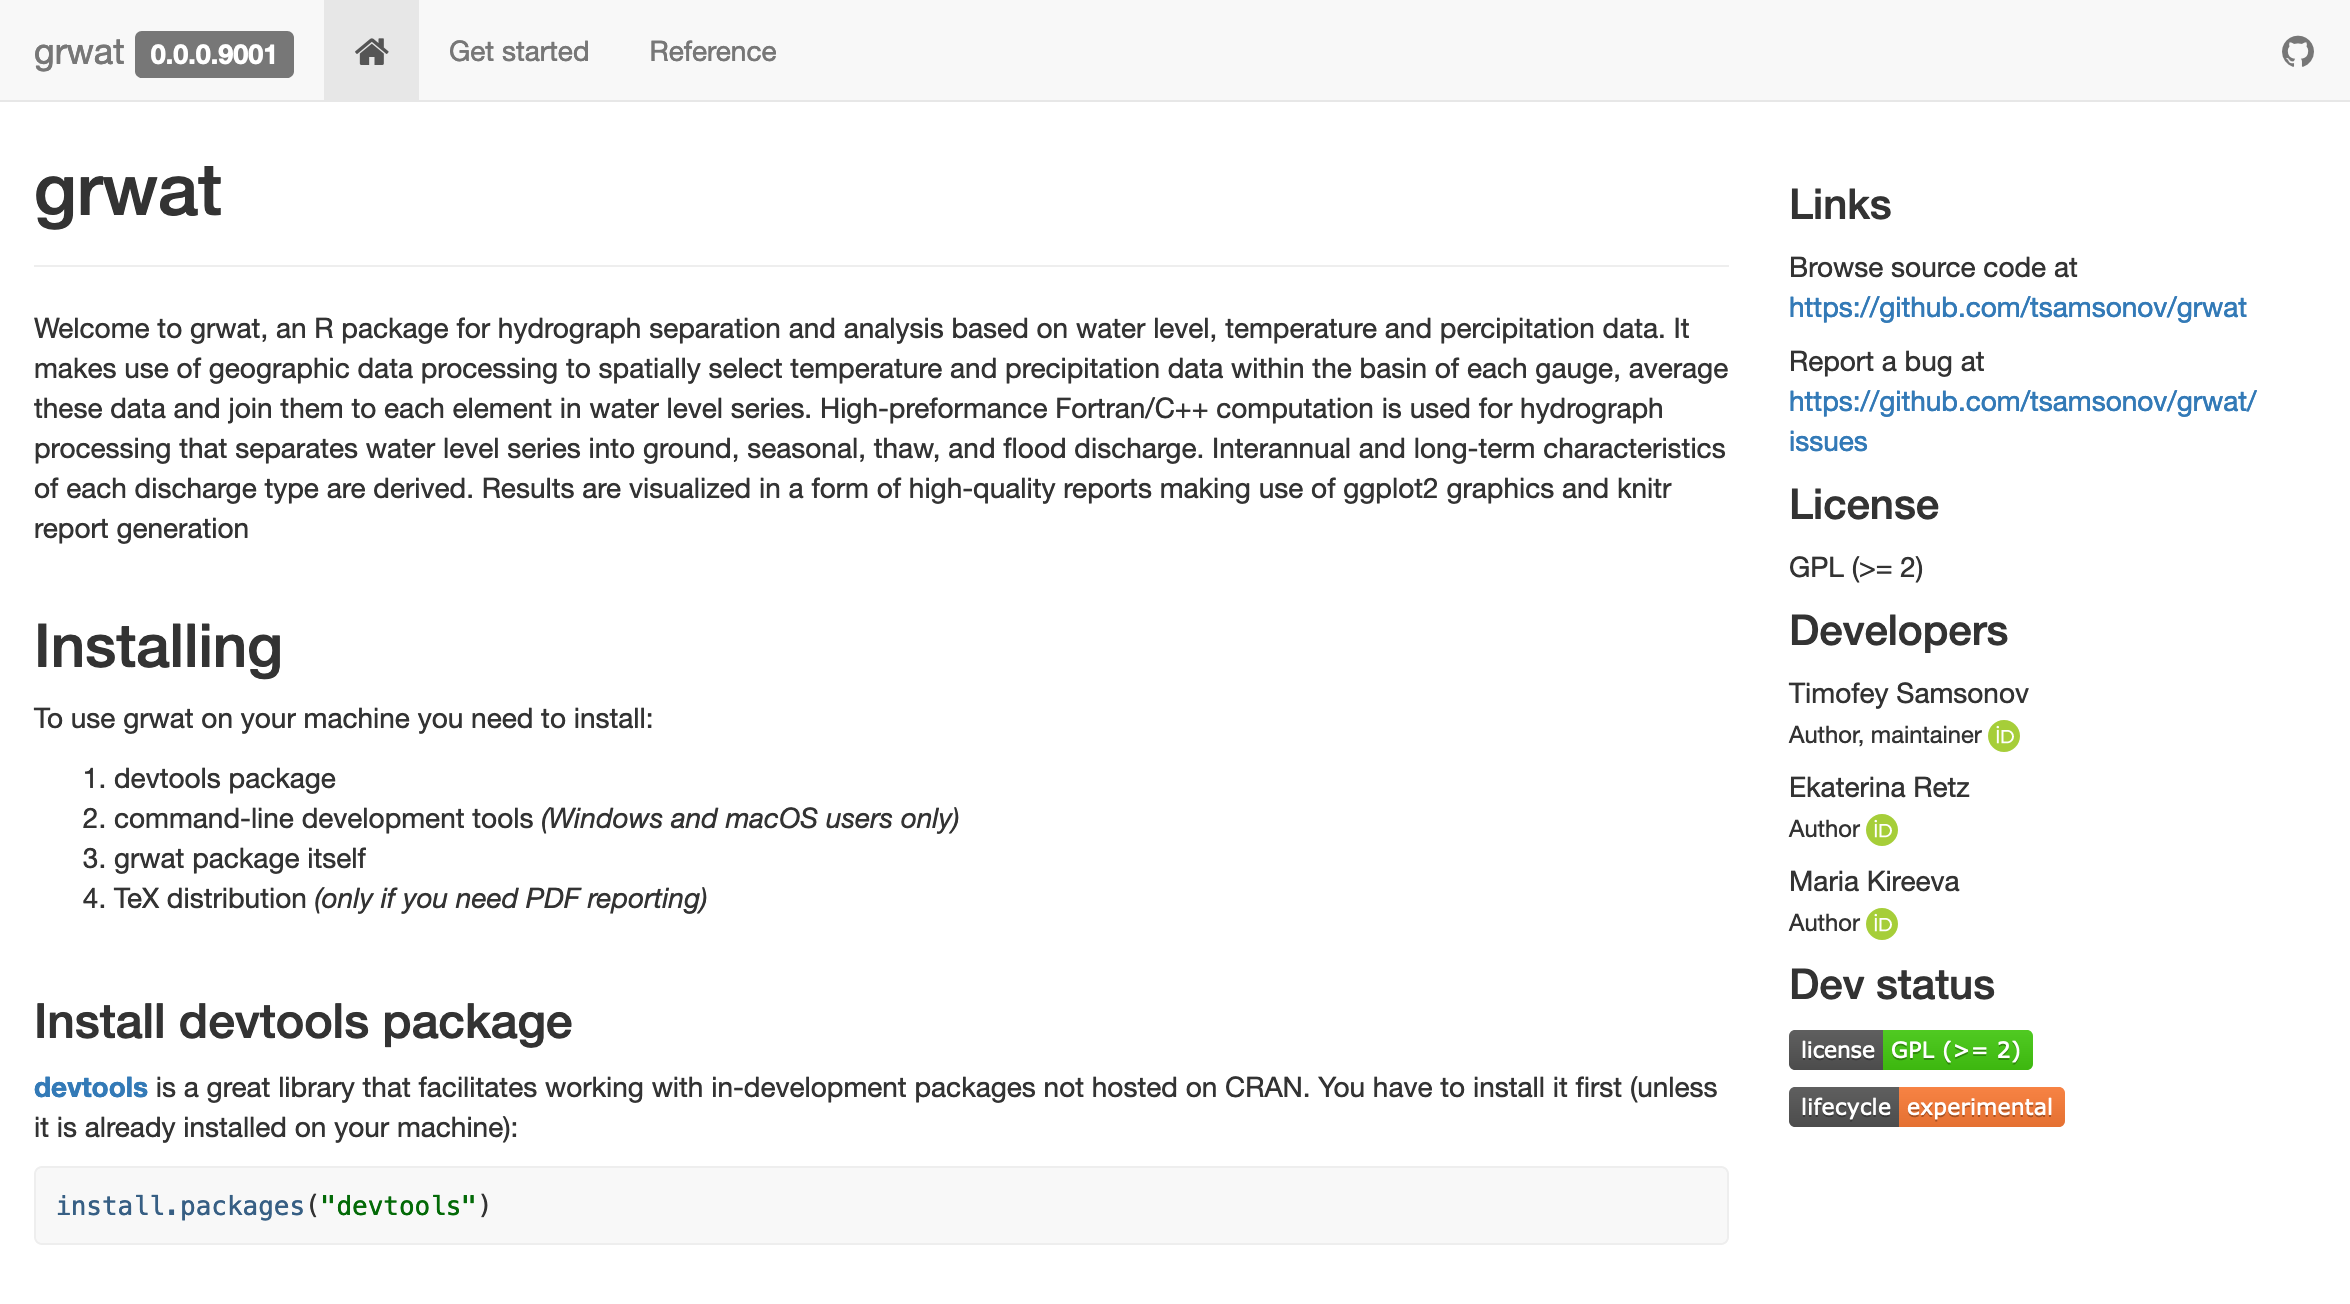 grwat 0.0.0.9001 Get started Reference
grwat
Welcome to grwat, an R package for hydrograph separation and analysis based on water level, temperature and percipitation data. It
makes use of geographic data processing to spatially select temperature and precipitation data within the basin of each gauge, average
these data and join them to each element in water level series. High-preformance Fortran/C++ computation is used for hydrograph
processing that separates water level series into ground, seasonal, thaw, and flood discharge. Interannual and long-term characteristics
of each discharge type are derived. Results are visualized in a form of high-quality reports making use of ggplot2 graphics and knitr
report generation
Installing
To use grwat on your machine you need to install:
1. devtools package
2. command-line development tools (Windows and macOS users only)
3. grwat package itself
4. TeX distribution (only if you need PDF reporting)
Install devtools package
devtools is a great library that facilitates working with in-development packages not hosted on CRAN. You have to install it first (unless
it is already installed on your machine):
install.packages("devtools")
Links
Browse source code at
https://github.com/tsamsonov/grwat
Report a bug at
https://github.com/tsamsonov/grwat/
issues
License
GPL (>= 2)
Developers
Timofey Samsonov
Author, maintainer iD
Ekaterina Retz
Author iD
Maria Kireeva
Author iD
Dev status
license GPL (>= 2)
lifecycle experimental